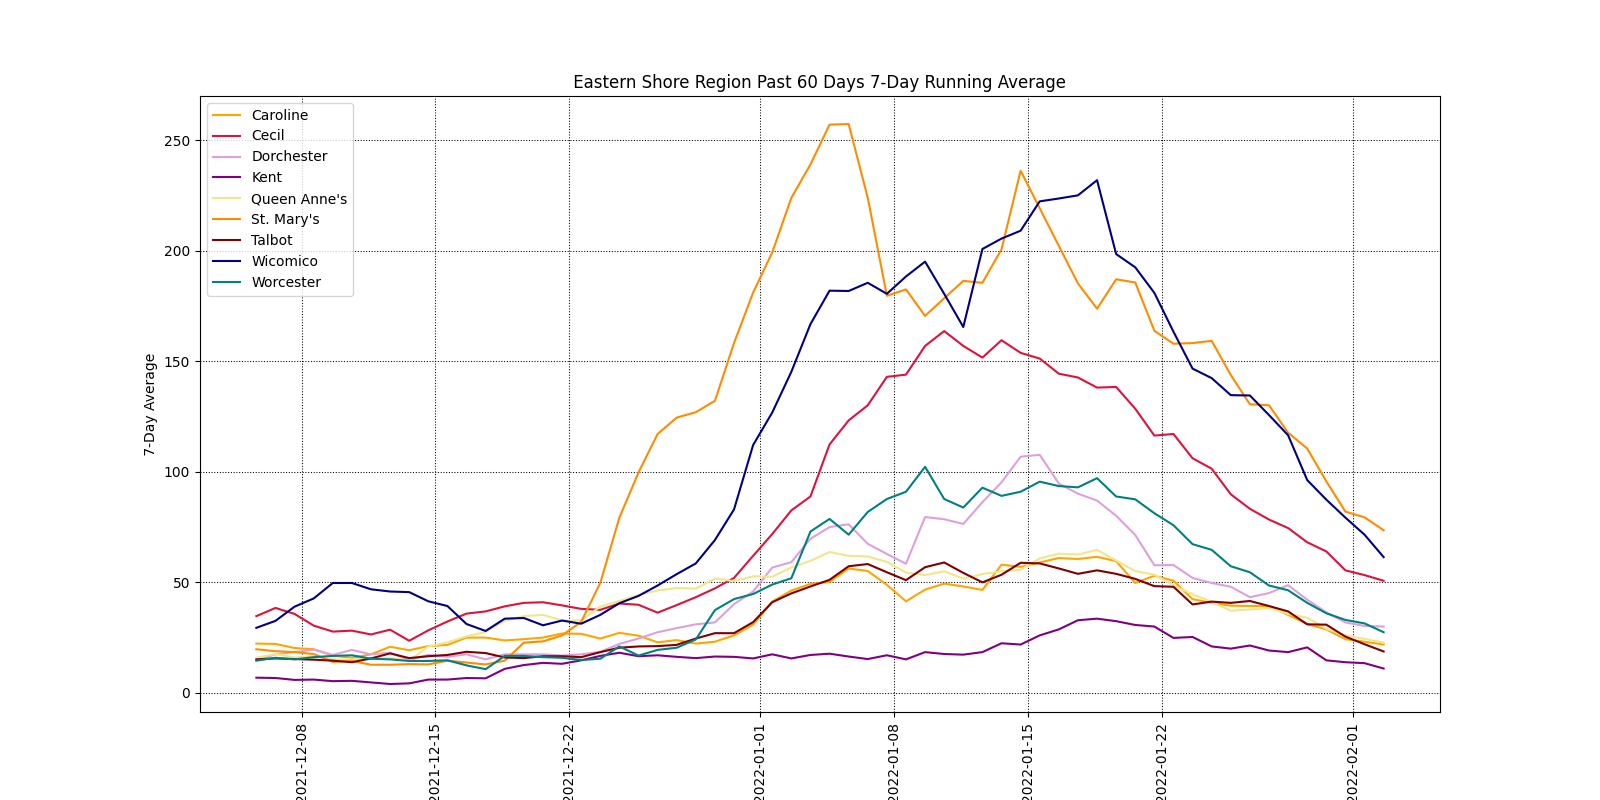 Eastern Shore Region Past 60 Days 7-Day Running Average
Caroline
Cecil
Dorchester
Kent
Queen Anne's
St. Mary's
Talbot
Wicomico
Worcester
7-Day Average
250
200
150
100
50
0
2021-12-08
2021-12-15
2021-12-22
2022-01-01
2022-01-08
2022-01-15
2022-01-22
2022-02-01